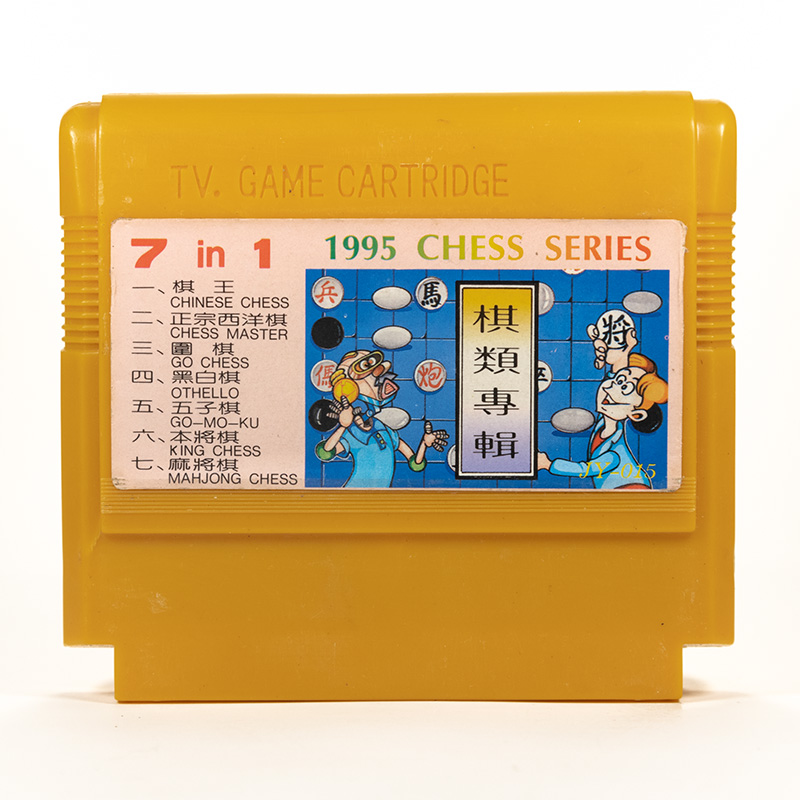 TV. GAME CARTRIDGE
7 in 1
1995 CHESS SERIES
一、棋王
CHINESE CHESS
二、正宗西洋棋
CHESS MASTER
三、圍棋
GO CHESS
四、黑白棋
OTHELLO
五、五子棋
GO-MO-KU
六、本將棋
KING CHESS
七、麻將棋
MAHJONG CHESS
兵
馬
將
馬
炮
棋類專輯
JY-015